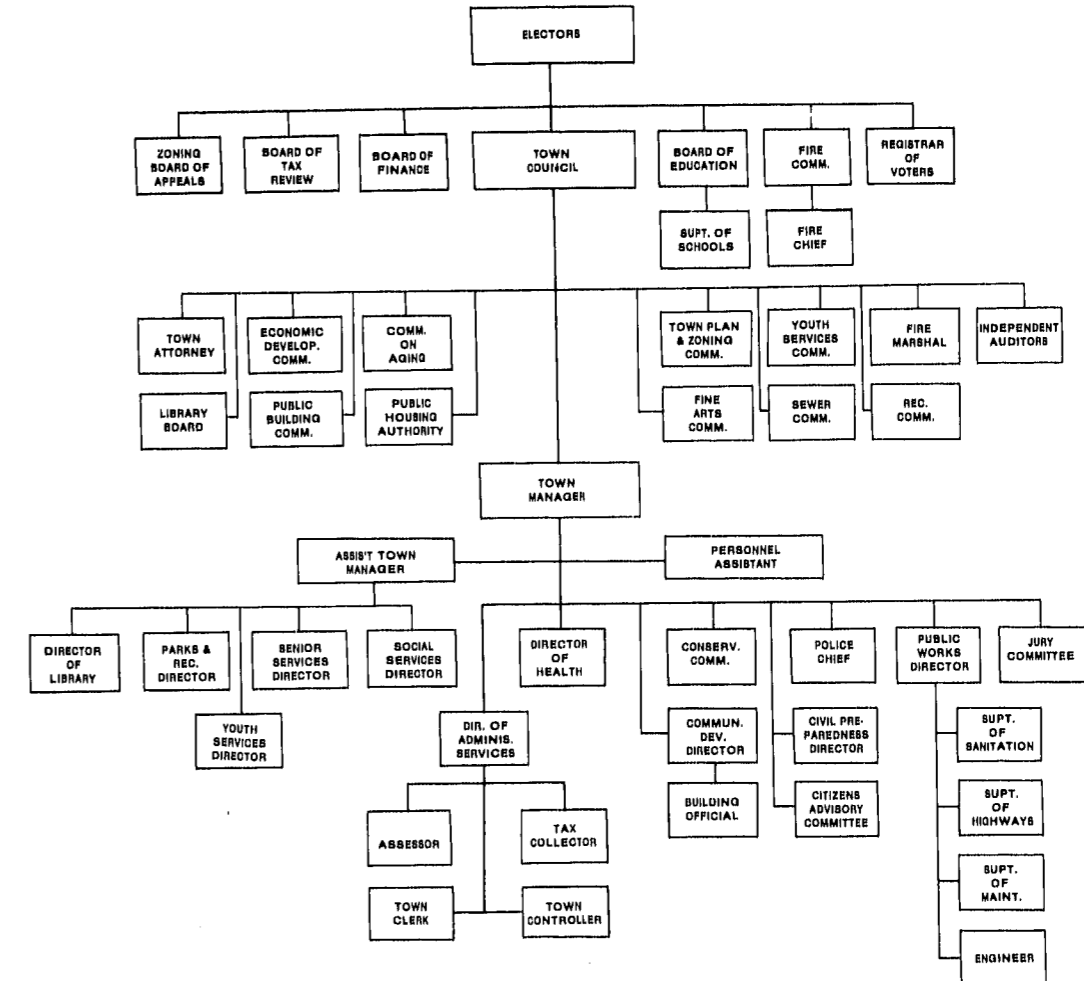 ELECTORS
ZONING
BOARD OF
APPEALS
BOARD OF
TAX
REVIEW
BOARD OF
FINANCE
TOWN
COUNCIL
BOARD OF
EDUCATION
FIRE
COMM.
REGISTRAR
OF
VOTERS
SUPT. OF
SCHOOLS
FIRE
CHIEF
TOWN
ATTORNEY
ECONOMIC
DEVELOP.
COMM.
COMM.
ON
AGING
TOWN PLAN
& ZONING
COMM.
YOUTH
SERVICES
COMM.
FIRE
MARSHAL
INDEPENDENT
AUDITORS
LIBRARY
BOARD
PUBLIC
BUILDING
COMM.
PUBLIC
HOUSING
AUTHORITY
FINE
ARTS
COMM.
SEWER
COMM.
REC.
COMM.
TOWN
MANAGER
ASSIS'T TOWN
MANAGER
PERSONNEL
ASSISTANT
DIRECTOR
OF
LIBRARY
PARKS &
REC.
DIRECTOR
SENIOR
SERVICES
DIRECTOR
SOCIAL
SERVICES
DIRECTOR
DIRECTOR
OF
HEALTH
CONSERV.
COMM.
POLICE
CHIEF
PUBLIC
WORKS
DIRECTOR
JURY
COMMITTEE
YOUTH
SERVICES
DIRECTOR
DIR. OF
ADMINIS.
SERVICES
COMMUN.
DEV.
DIRECTOR
CIVIL PRE-
PAREDNESS
DIRECTOR
SUPT.
OF
SANITATION
BUILDING
OFFICIAL
CITIZENS
ADVISORY
COMMITTEE
SUPT.
OF
HIGHWAYS
ASSESSOR
TAX
COLLECTOR
SUPT.
OF
MAINT.
TOWN
CLERK
TOWN
CONTROLLER
ENGINEER